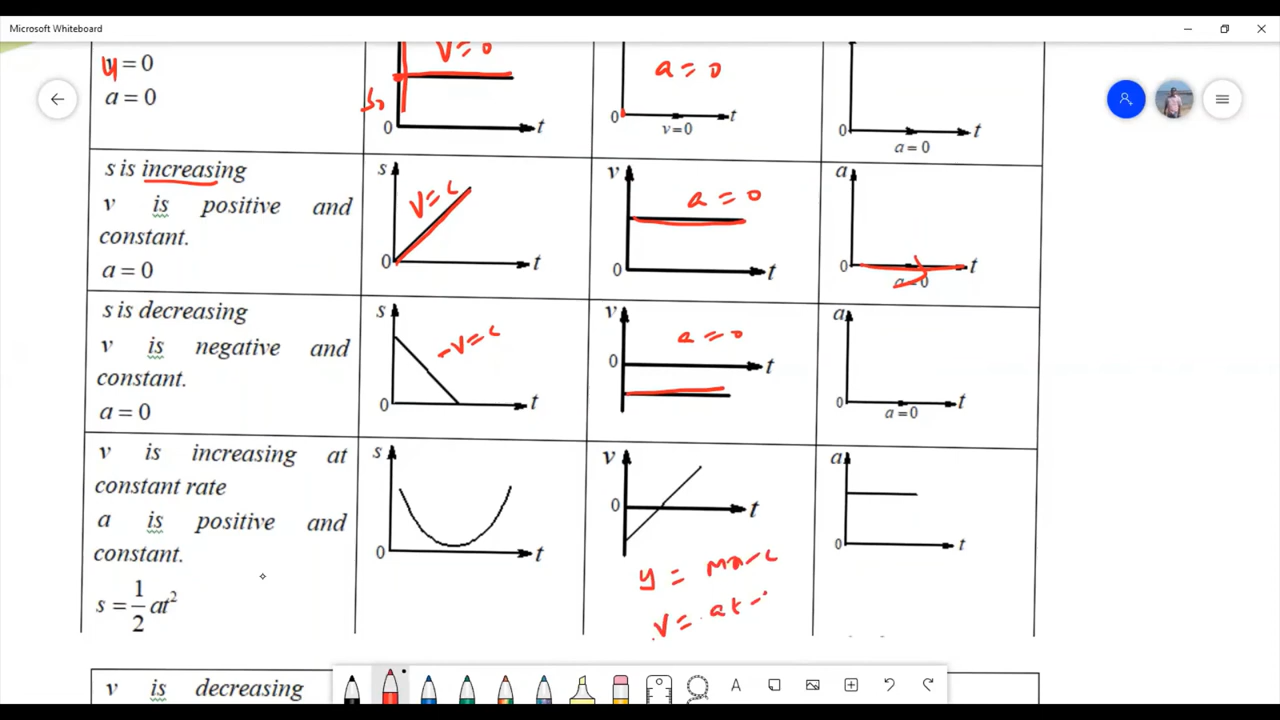 Microsoft Whiteboard
v = 0
a = 0
V = 0
S₀
0
t
a = 0
0
t
v = 0
0
t
a = 0
s is increasing
v is positive and
constant.
a = 0
s
V = c
0
t
v
a = 0
0
t
a
0
t
a = 0
s is decreasing
v is negative and
constant.
a = 0
s
-V = c
0
t
v
a = 0
0
t
a
0
t
a = 0
v is increasing at
constant rate
a is positive and
constant.
s = 1/2 at²
s
0
t
v
0
t
y = mx - c
V = at -
a
0
t
v is decreasing
A